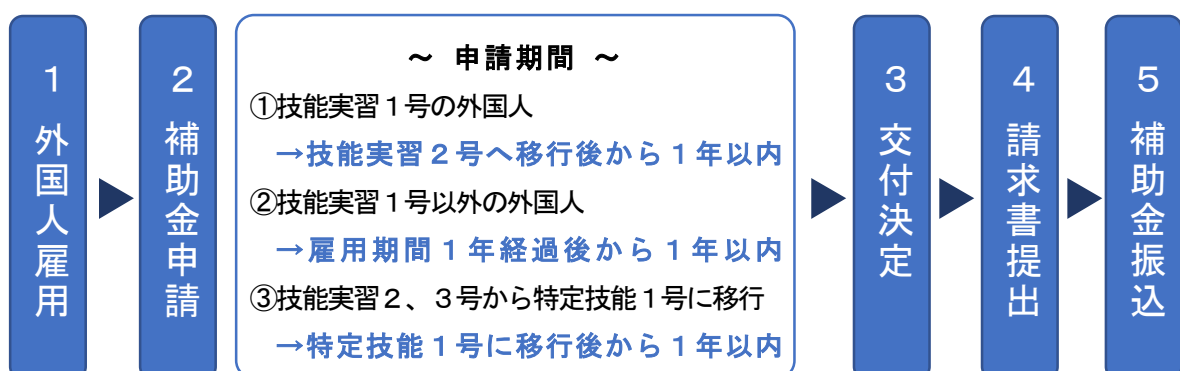 1 外国人雇用
2 補助金申請
～ 申請期間 ～
①技能実習１号の外国人
→技能実習２号へ移行後から１年以内
②技能実習１号以外の外国人
→雇用期間１年経過後から１年以内
③技能実習２、３号から特定技能１号に移行
→特定技能１号に移行後から１年以内
3 交付決定
4 請求書提出
5 補助金振込